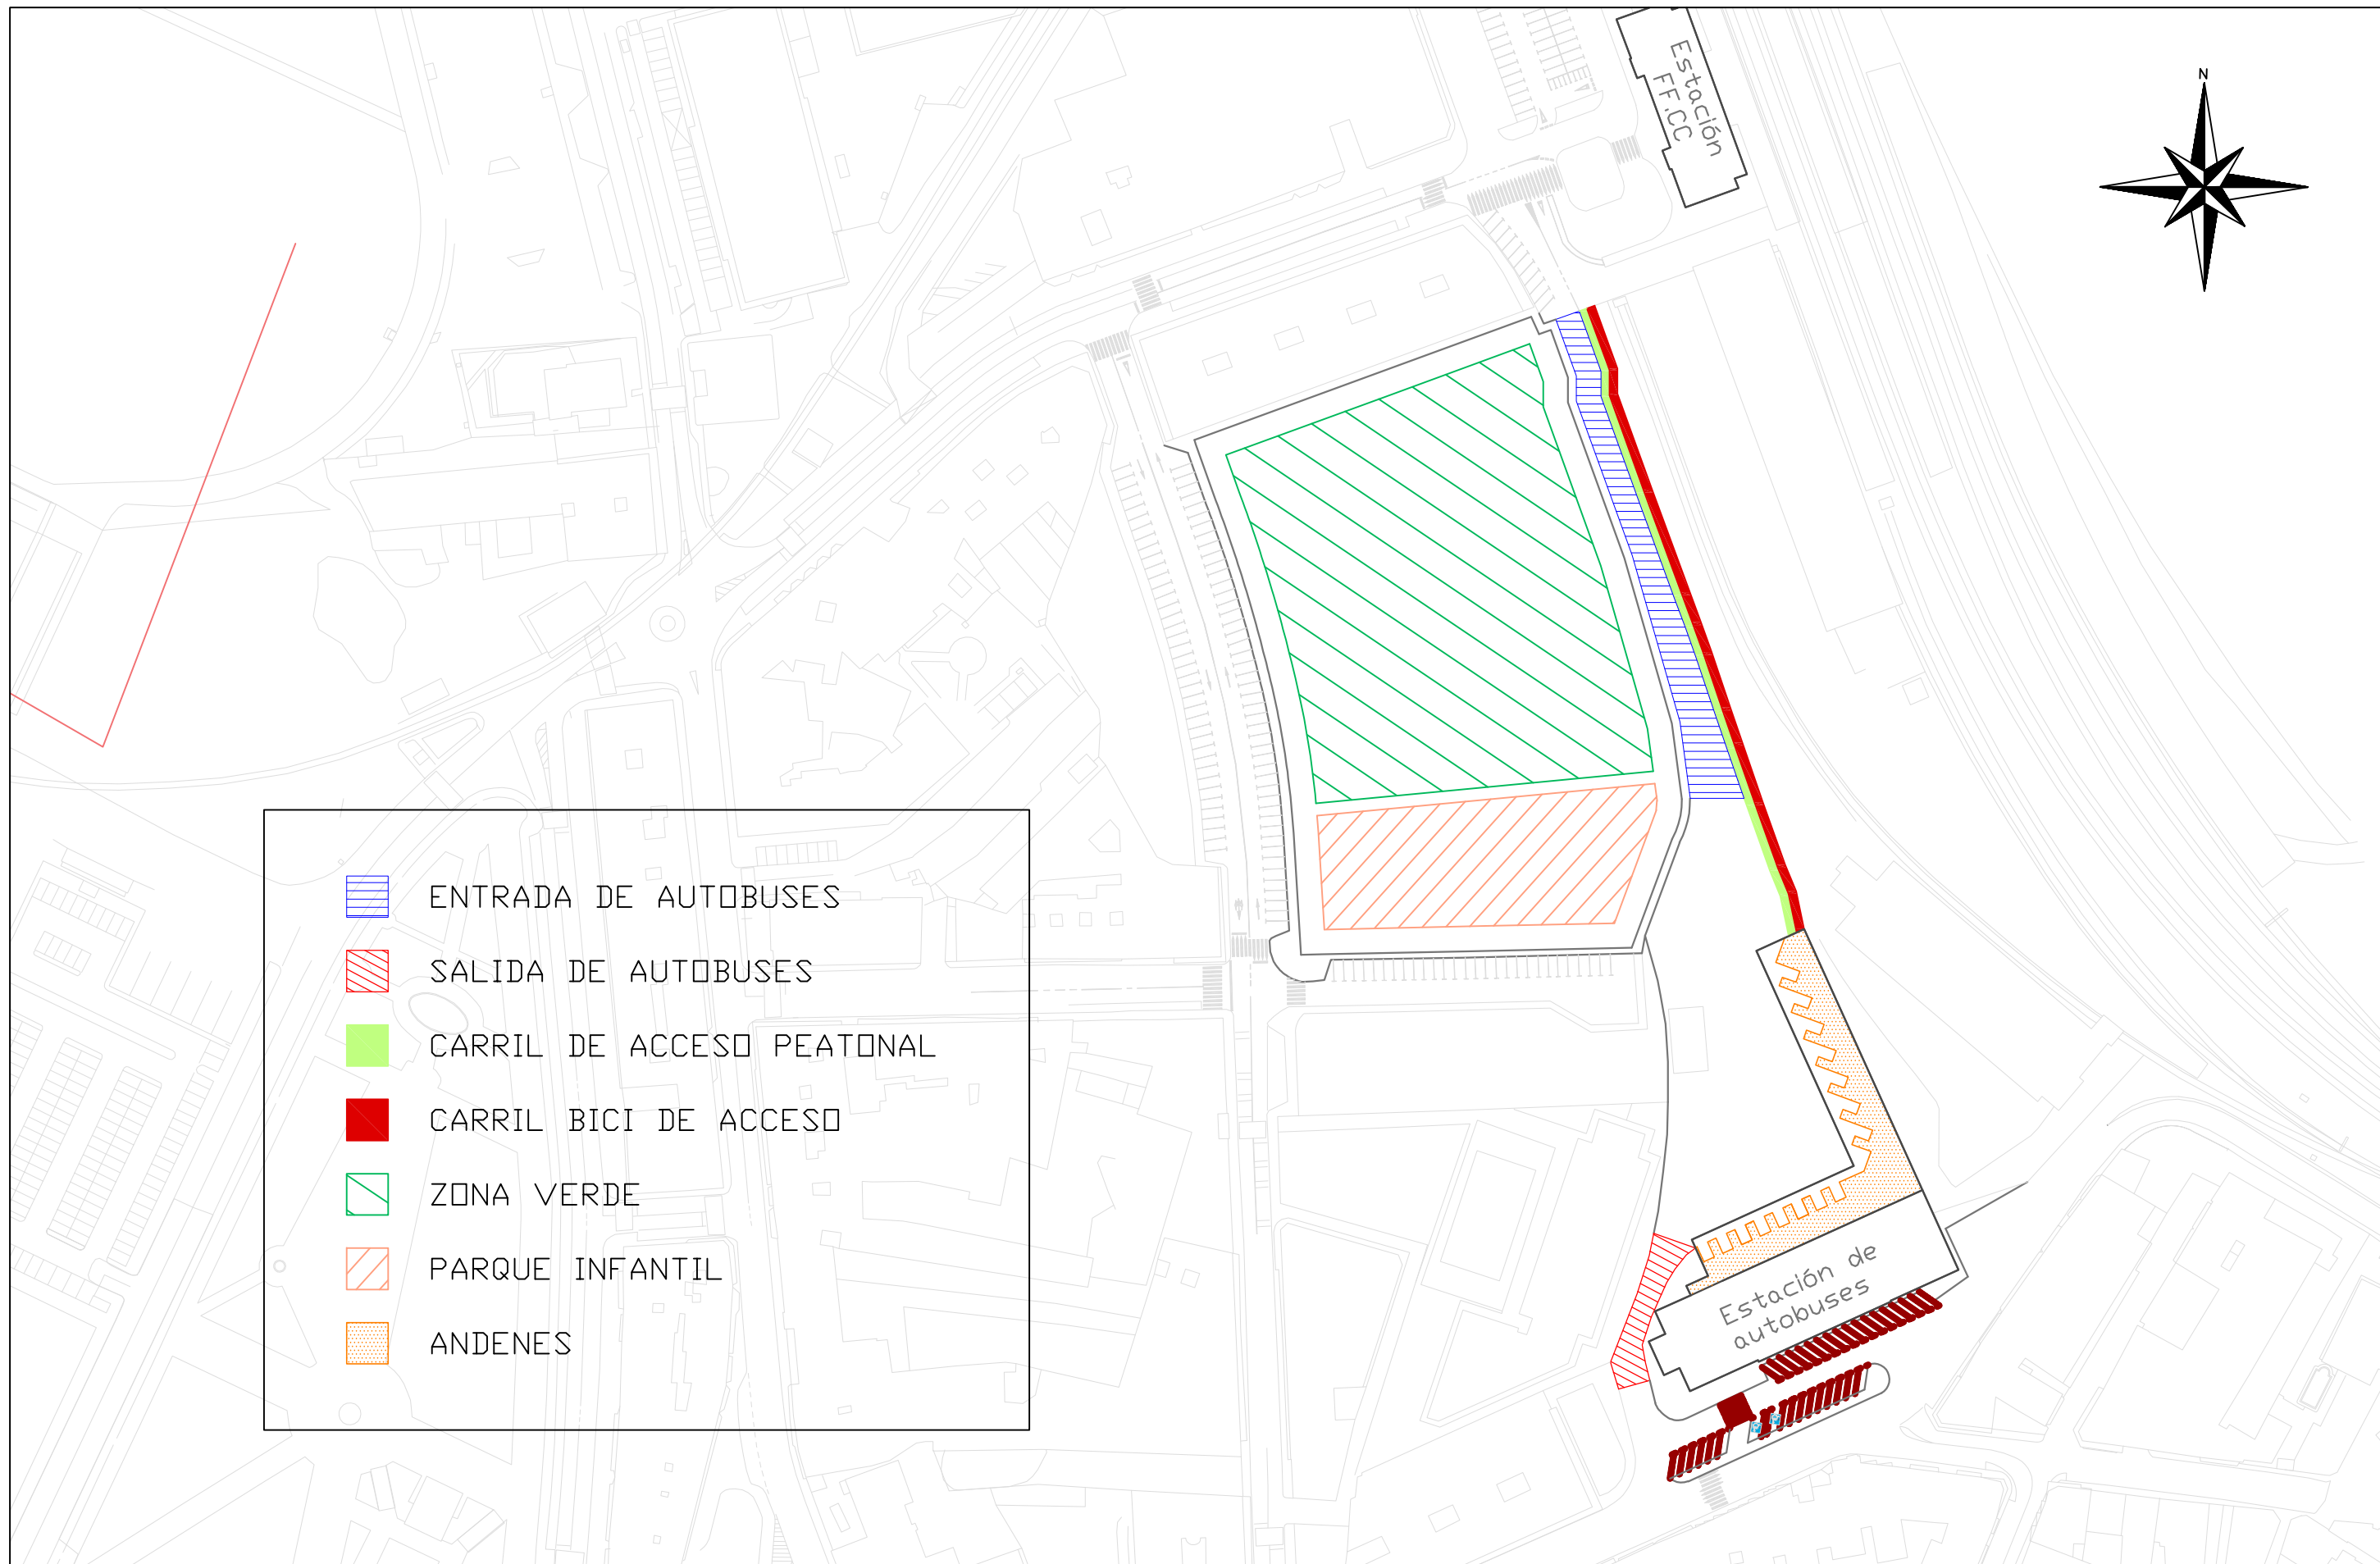 Estación
FF.CC
N
ENTRADA DE AUTOBUSES
SALIDA DE AUTOBUSES
CARRIL DE ACCESO PEATONAL
CARRIL BICI DE ACCESO
ZONA VERDE
PARQUE INFANTIL
ANDENES
Estación de
autobuses